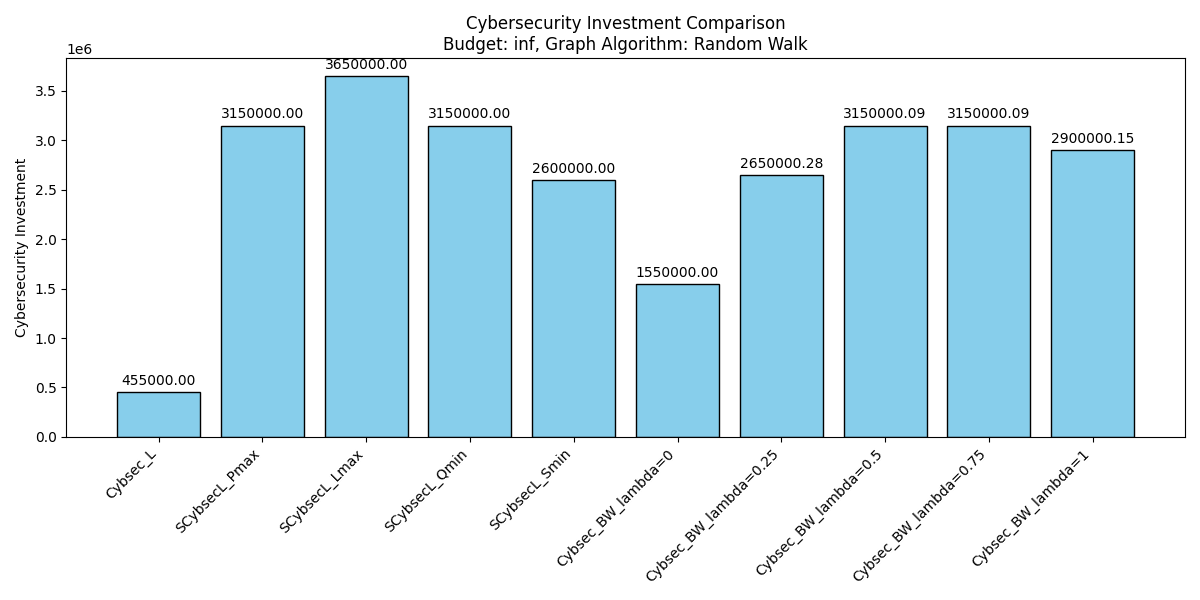 Cybersecurity Investment Comparison
Budget: inf, Graph Algorithm: Random Walk
1e6
Cybersecurity Investment
3.5
3.0
2.5
2.0
1.5
1.0
0.5
0.0
455000.00
3150000.00
3650000.00
3150000.00
2600000.00
1550000.00
2650000.28
3150000.09
3150000.09
2900000.15
Cybsec_L
SCybsecL_Pmax
SCybsecL_Lmax
SCybsecL_Qmin
SCybsecL_Smin
Cybsec_BW_lambda=0
Cybsec_BW_lambda=0.25
Cybsec_BW_lambda=0.5
Cybsec_BW_lambda=0.75
Cybsec_BW_lambda=1